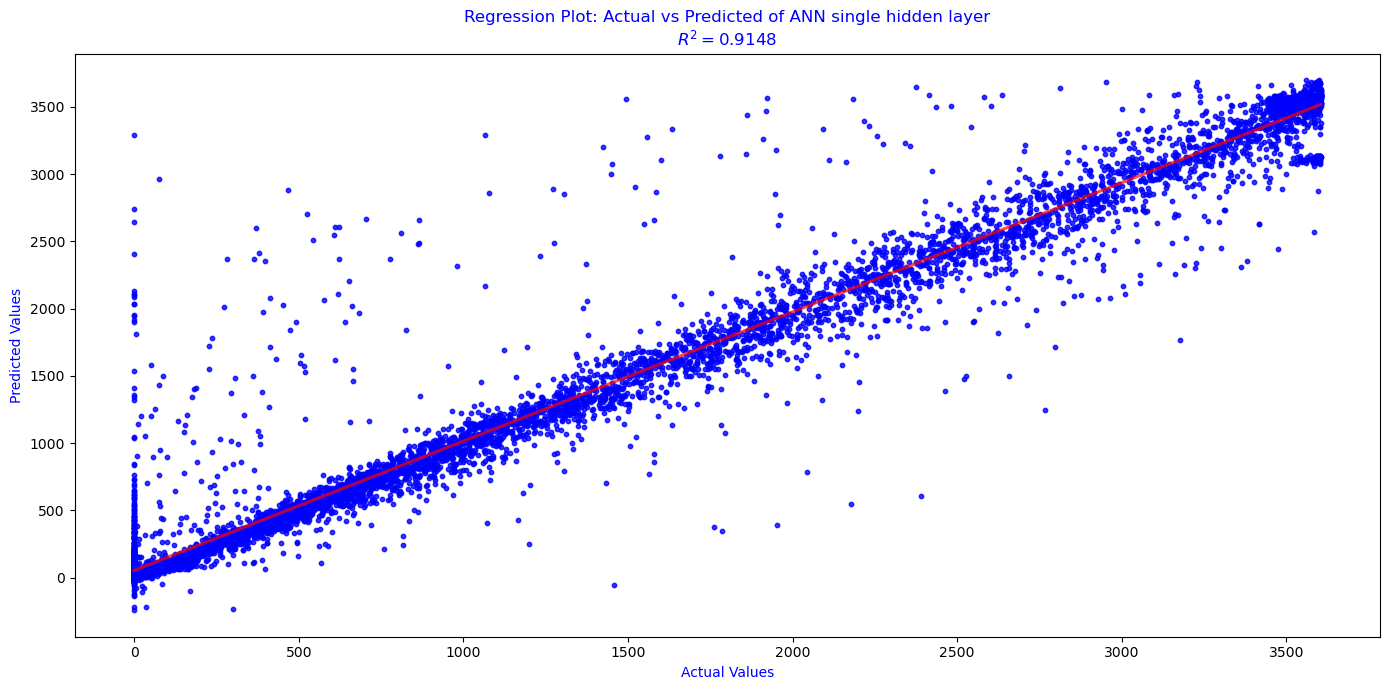 Regression Plot: Actual vs Predicted of ANN single hidden layer
$R^2 = 0.9148$
3500
3000
2500
2000
1500
1000
500
0
Predicted Values
0 500 1000 1500 2000 2500 3000 3500
Actual Values